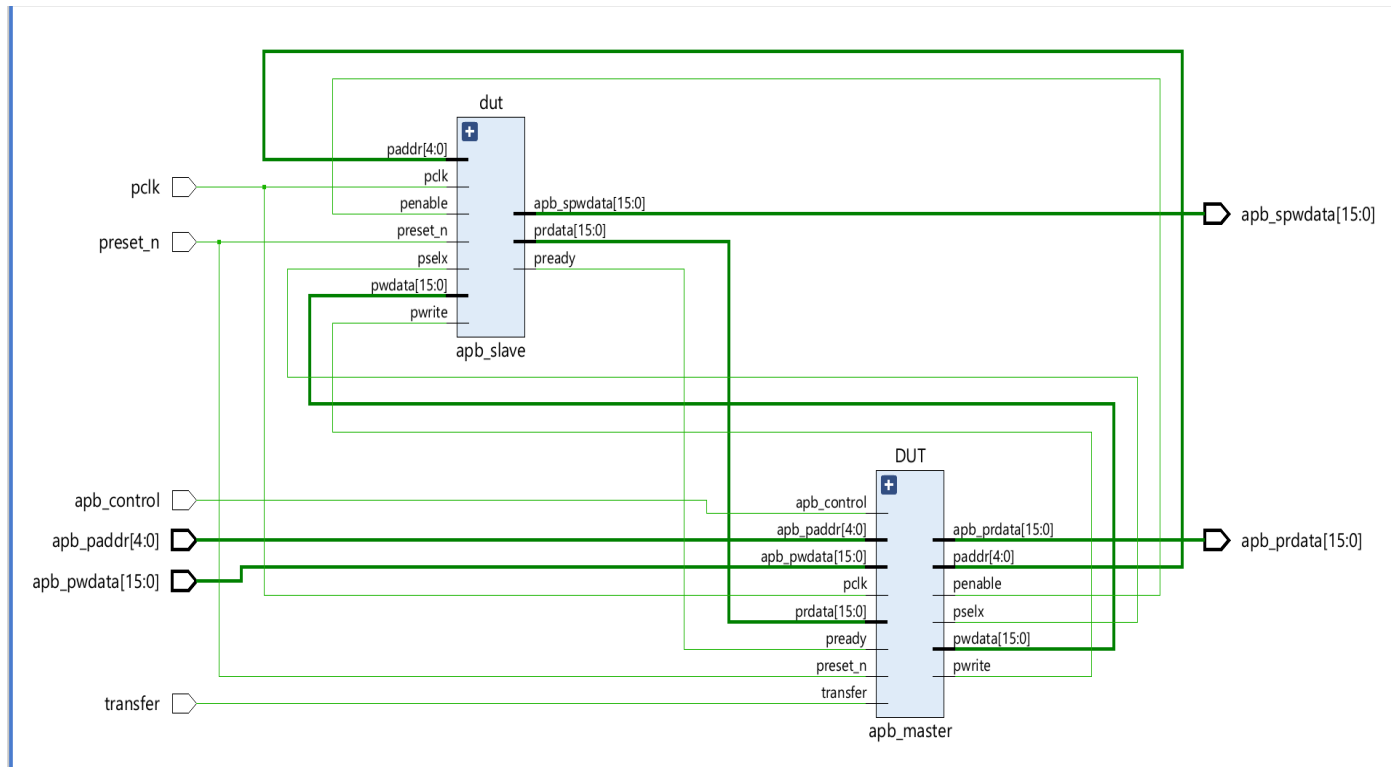 dut
paddr[4:0]
pclk
pclk
penable
apb_spwdata[15:0]
apb_spwdata[15:0]
preset_n
preset_n
prdata[15:0]
pselx
pready
pwdata[15:0]
pwrite
apb_slave
DUT
apb_control
apb_control
apb_paddr[4:0]
apb_paddr[4:0]
apb_prdata[15:0]
apb_prdata[15:0]
apb_pwdata[15:0]
apb_pwdata[15:0]
paddr[4:0]
pclk
penable
prdata[15:0]
pselx
pready
pwdata[15:0]
preset_n
pwrite
transfer
transfer
apb_master